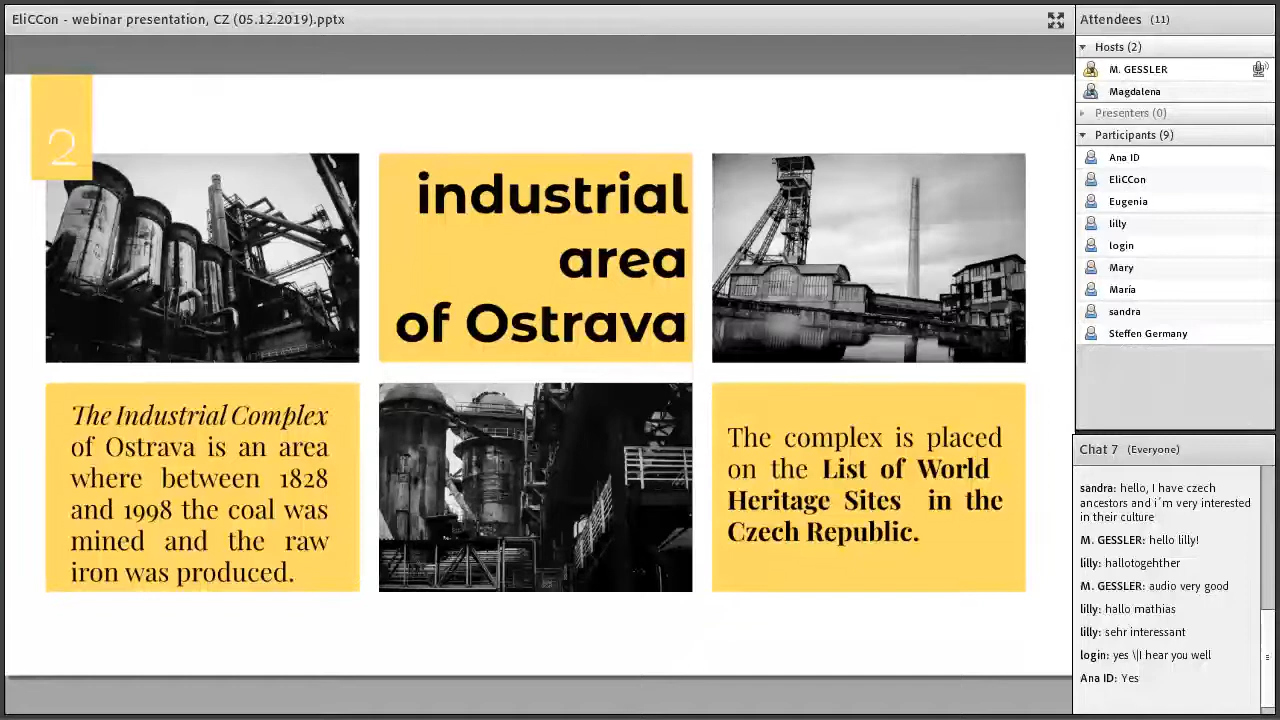 EliCCon - webinar presentation, CZ (05.12.2019).pptx
2
industrial
area
of Ostrava
The Industrial Complex
of Ostrava is an area
where between 1828
and 1998 the coal was
mined and the raw
iron was produced.
The complex is placed
on the List of World
Heritage Sites in the
Czech Republic.
Attendees (11)
Hosts (2)
M. GESSLER
Magdalena
Presenters (0)
Participants (9)
Ana ID
EliCCon
Eugenia
lilly
login
Mary
María
sandra
Steffen Germany
Chat 7 (Everyone)
sandra: hello, I have czech
ancestors and i´m very interested
in their culture
M. GESSLER: hello lilly!
lilly: hallotogehther
M. GESSLER: audio very good
lilly: hallo mathias
lilly: sehr interessant
login: yes \|I hear you well
Ana ID: Yes